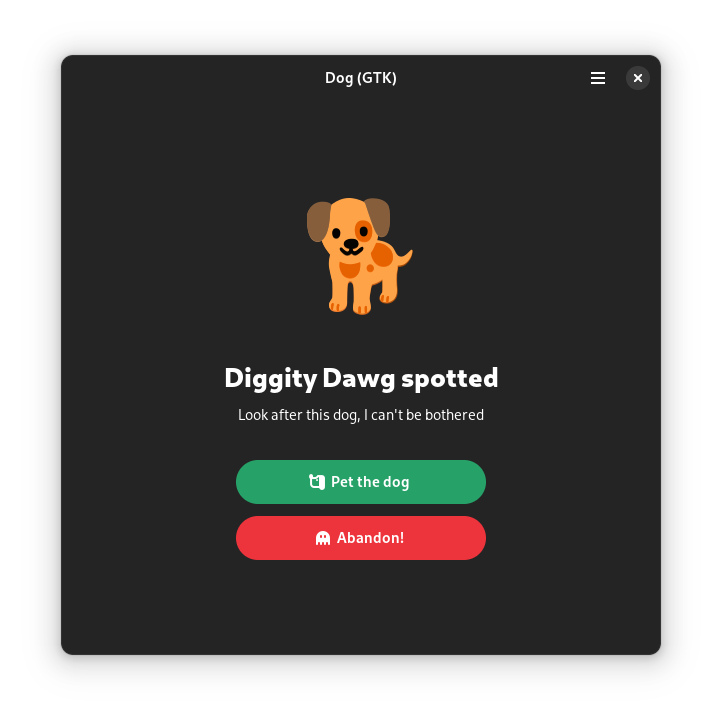 Dog (GTK)
Diggity Dawg spotted
Look after this dog, I can't be bothered
Pet the dog
Abandon!